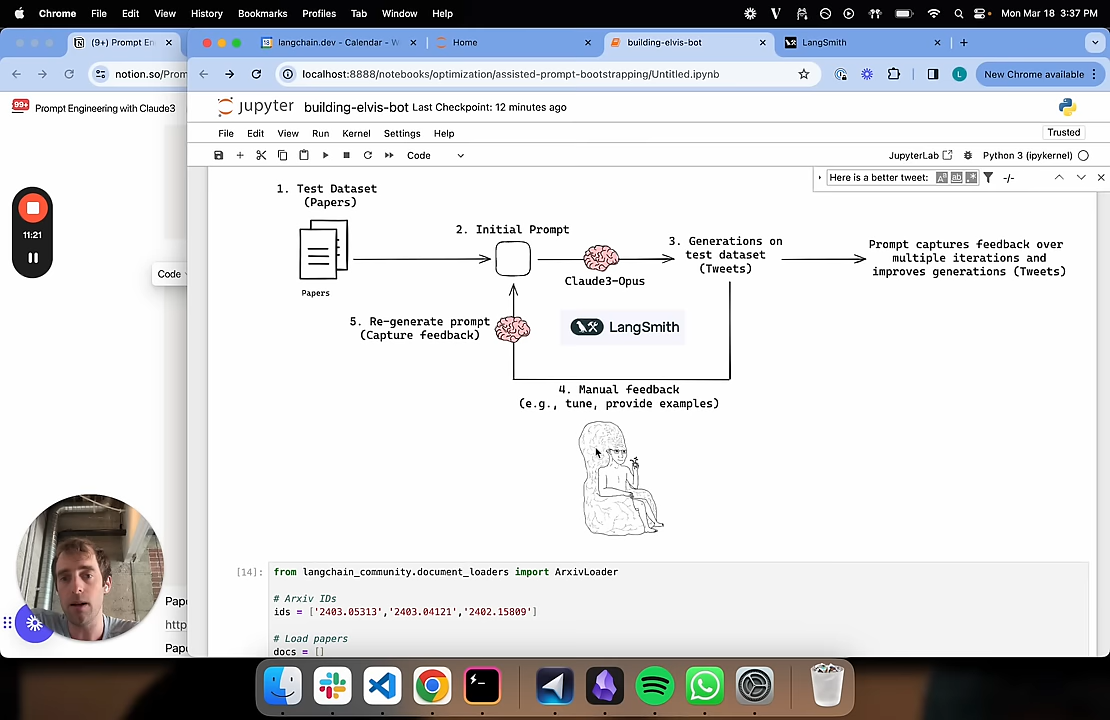 Chrome File Edit View History Bookmarks Profiles Tab Window Help Mon Mar 18 3:37 PM
(9+) Prompt En
langchain.dev - Calendar - W
Home
building-elvis-bot
LangSmith
notion.so/Prom
localhost:8888/notebooks/optimization/assisted-prompt-bootstrapping/Untitled.ipynb
L
New Chrome available
99+
Prompt Engineering with Claude3
jupyter building-elvis-bot Last Checkpoint: 12 minutes ago
File Edit View Run Kernel Settings Help
Trusted
Code
JupyterLab
Python 3 (ipykernel)
Here is a better tweet:
-/-
11:21
Code
1. Test Dataset
(Papers)
Papers
2. Initial Prompt
Claude3-Opus
3. Generations on
test dataset
(Tweets)
Prompt captures feedback over
multiple iterations and
improves generations (Tweets)
5. Re-generate prompt
(Capture feedback)
LangSmith
4. Manual feedback
(e.g., tune, provide examples)
[14]:
from langchain_community.document_loaders import ArxivLoader
# Arxiv IDs
ids = ['2403.05313','2403.04121','2402.15809']
# Load papers
docs = []
Pape
http
Pape